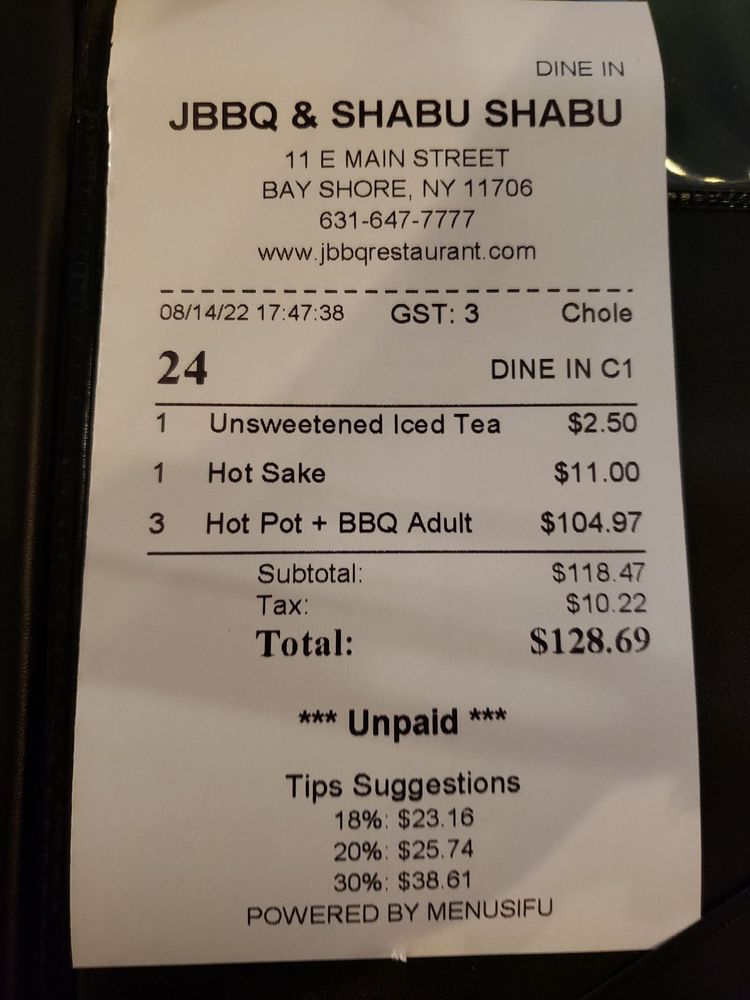 DINE IN
JBBQ & SHABU SHABU
11 E MAIN STREET
BAY SHORE, NY 11706
631-647-7777
www.jbbqrestaurant.com
08/14/22 17:47:38 GST: 3 Chole
24 DINE IN C1
1 Unsweetened Iced Tea $2.50
1 Hot Sake $11.00
3 Hot Pot + BBQ Adult $104.97
Subtotal: $118.47
Tax: $10.22
Total: $128.69
*** Unpaid ***
Tips Suggestions
18%: $23.16
20%: $25.74
30%: $38.61
POWERED BY MENUSIFU